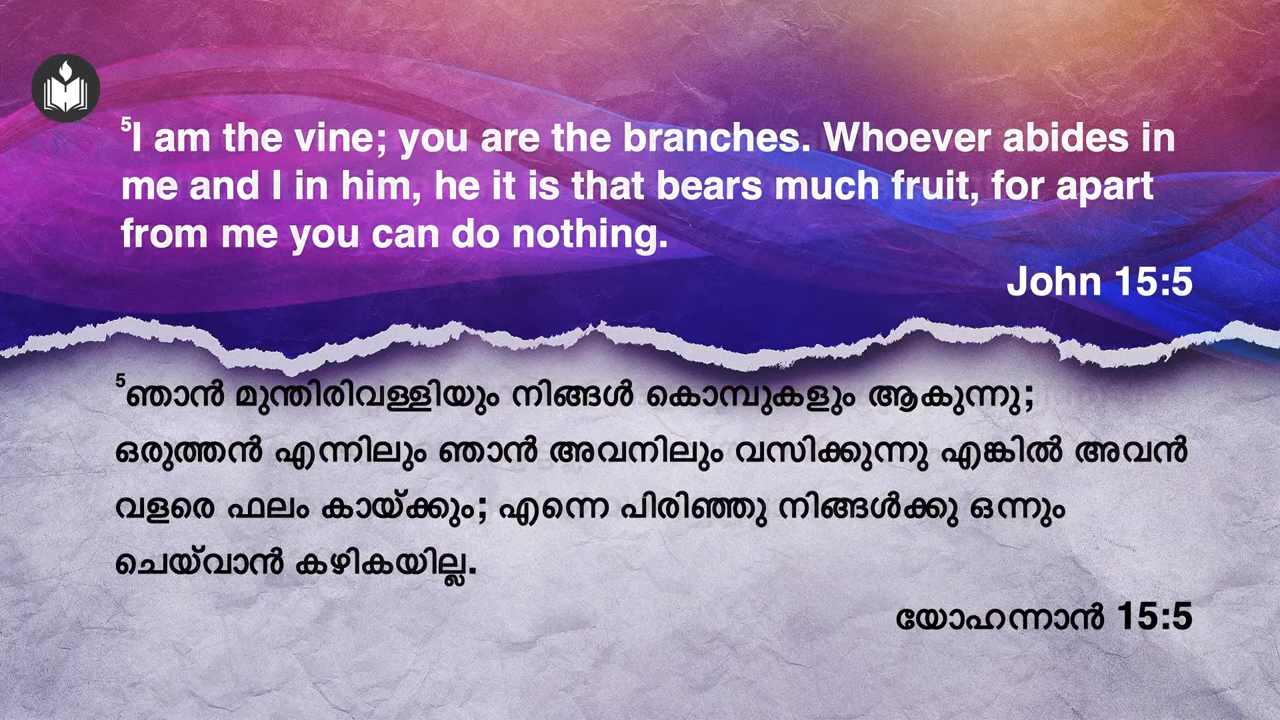 ⁵I am the vine; you are the branches. Whoever abides in
me and I in him, he it is that bears much fruit, for apart
from me you can do nothing.
John 15:5
⁵ഞാൻ മുന്തിരിവള്ളിയും നിങ്ങൾ കൊമ്പുകളും ആകുന്നു;
ഒരുത്തൻ എന്നിലും ഞാൻ അവനിലും വസിക്കുന്നു എങ്കിൽ അവൻ
വളരെ ഫലം കായ്ക്കും; എന്നെ പിരിഞ്ഞു നിങ്ങൾക്കു ഒന്നും
ചെയ്‌വാൻ കഴികയില്ല.
യോഹന്നാൻ 15:5